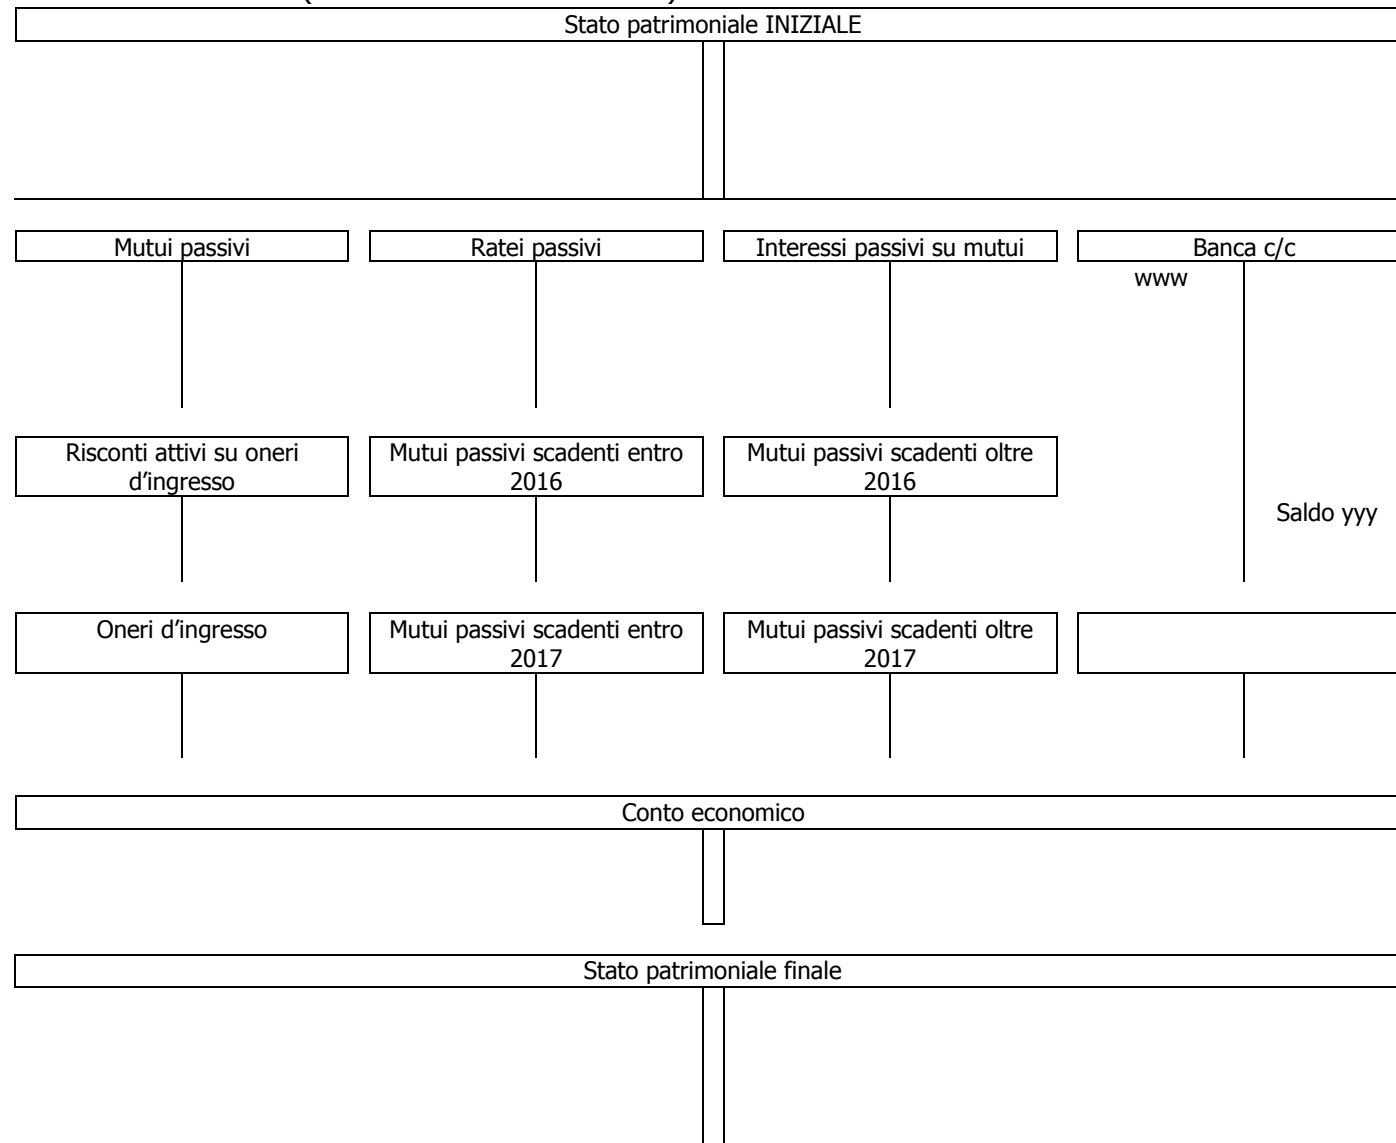 Stato patrimoniale INIZIALE
Mutui passivi
Ratei passivi
Interessi passivi su mutui
Banca c/c
www
Risconti attivi su oneri
d'ingresso
Mutui passivi scadenti entro
2016
Mutui passivi scadenti oltre
2016
Saldo yyy
Oneri d'ingresso
Mutui passivi scadenti entro
2017
Mutui passivi scadenti oltre
2017
Conto economico
Stato patrimoniale finale